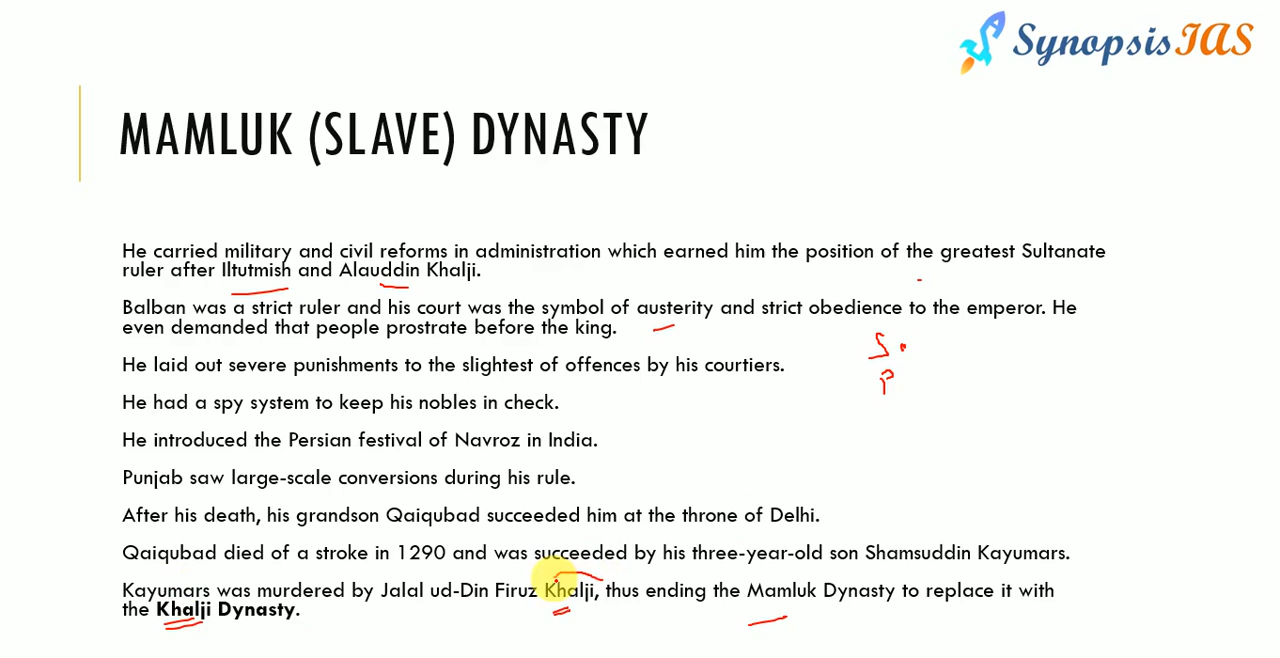 SynopsisIAS
MAMLUK (SLAVE) DYNASTY
He carried military and civil reforms in administration which earned him the position of the greatest Sultanate
ruler after Iltutmish and Alauddin Khalji.
Balban was a strict ruler and his court was the symbol of austerity and strict obedience to the emperor. He
even demanded that people prostrate before the king.
He laid out severe punishments to the slightest of offences by his courtiers.
He had a spy system to keep his nobles in check.
He introduced the Persian festival of Navroz in India.
Punjab saw large-scale conversions during his rule.
After his death, his grandson Qaiqubad succeeded him at the throne of Delhi.
Qaiqubad died of a stroke in 1290 and was succeeded by his three-year-old son Shamsuddin Kayumars.
Kayumars was murdered by Jalal ud-Din Firuz Khalji, thus ending the Mamluk Dynasty to replace it with
the Khalji Dynasty.